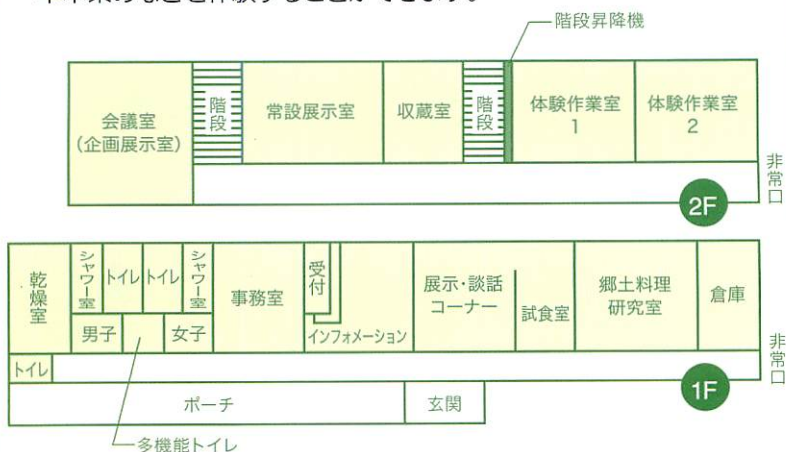 階段昇降機
会議室
(企画展示室)
階段
常設展示室
収蔵室
階段
体験作業室
1
体験作業室
2
非常口
2F
乾燥室
シャワー室
トイレ
トイレ
シャワー室
男子
女子
事務室
受付
インフォメーション
展示・談話
コーナー
試食室
郷土料理
研究室
倉庫
非常口
トイレ
1F
ポーチ
玄関
多機能トイレ